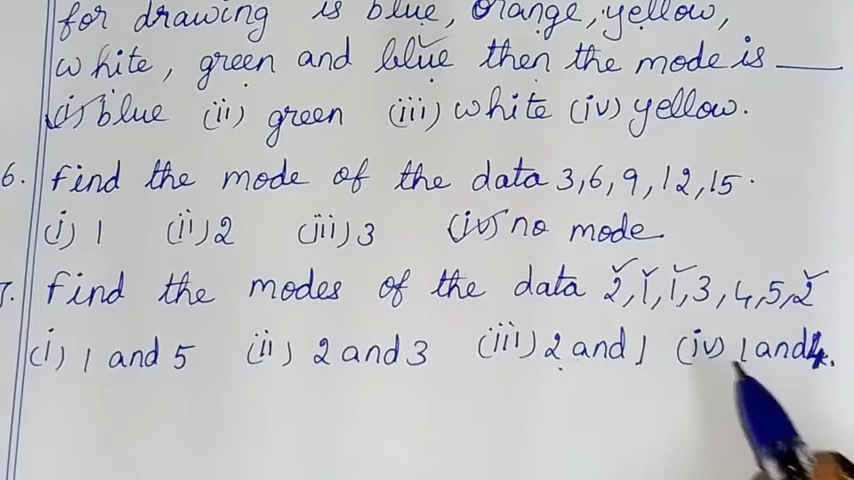 for drawing is blue, orange, yellow,
white, green and blue then the mode is ____
(i) blue (ii) green (iii) white (iv) yellow.
6. Find the mode of the data 3,6,9,12,15.
(i) 1 (ii) 2 (iii) 3 (iv) no mode
7. Find the modes of the data 2,1,1,3,4,5,2
(i) 1 and 5 (ii) 2 and 3 (iii) 2 and 1 (iv) 1 and 4.